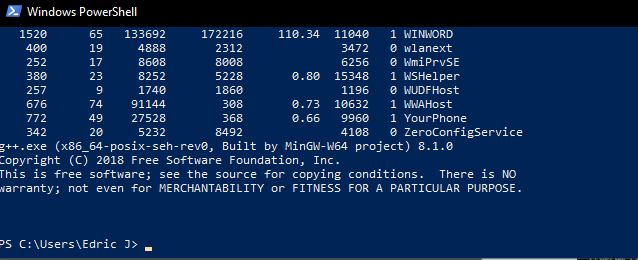 Windows PowerShell
1520 65 133692 172216 110.34 11040 1 WINWORD
400 19 4888 2312 3472 0 wlanext
252 17 8608 8008 6256 0 WmiPrvSE
380 23 8252 5228 0.80 15348 1 WSHelper
257 9 1740 1860 1196 0 WUDFHost
676 74 91144 308 0.73 10632 1 WWAHost
772 49 27528 368 0.66 9960 1 YourPhone
342 20 5232 8492 4108 0 ZeroConfigService
g++.exe (x86_64-posix-seh-rev0, Built by MinGW-W64 project) 8.1.0
Copyright (C) 2018 Free Software Foundation, Inc.
This is free software; see the source for copying conditions.  There is NO
warranty; not even for MERCHANTABILITY or FITNESS FOR A PARTICULAR PURPOSE.
PS C:\Users\Edric J>